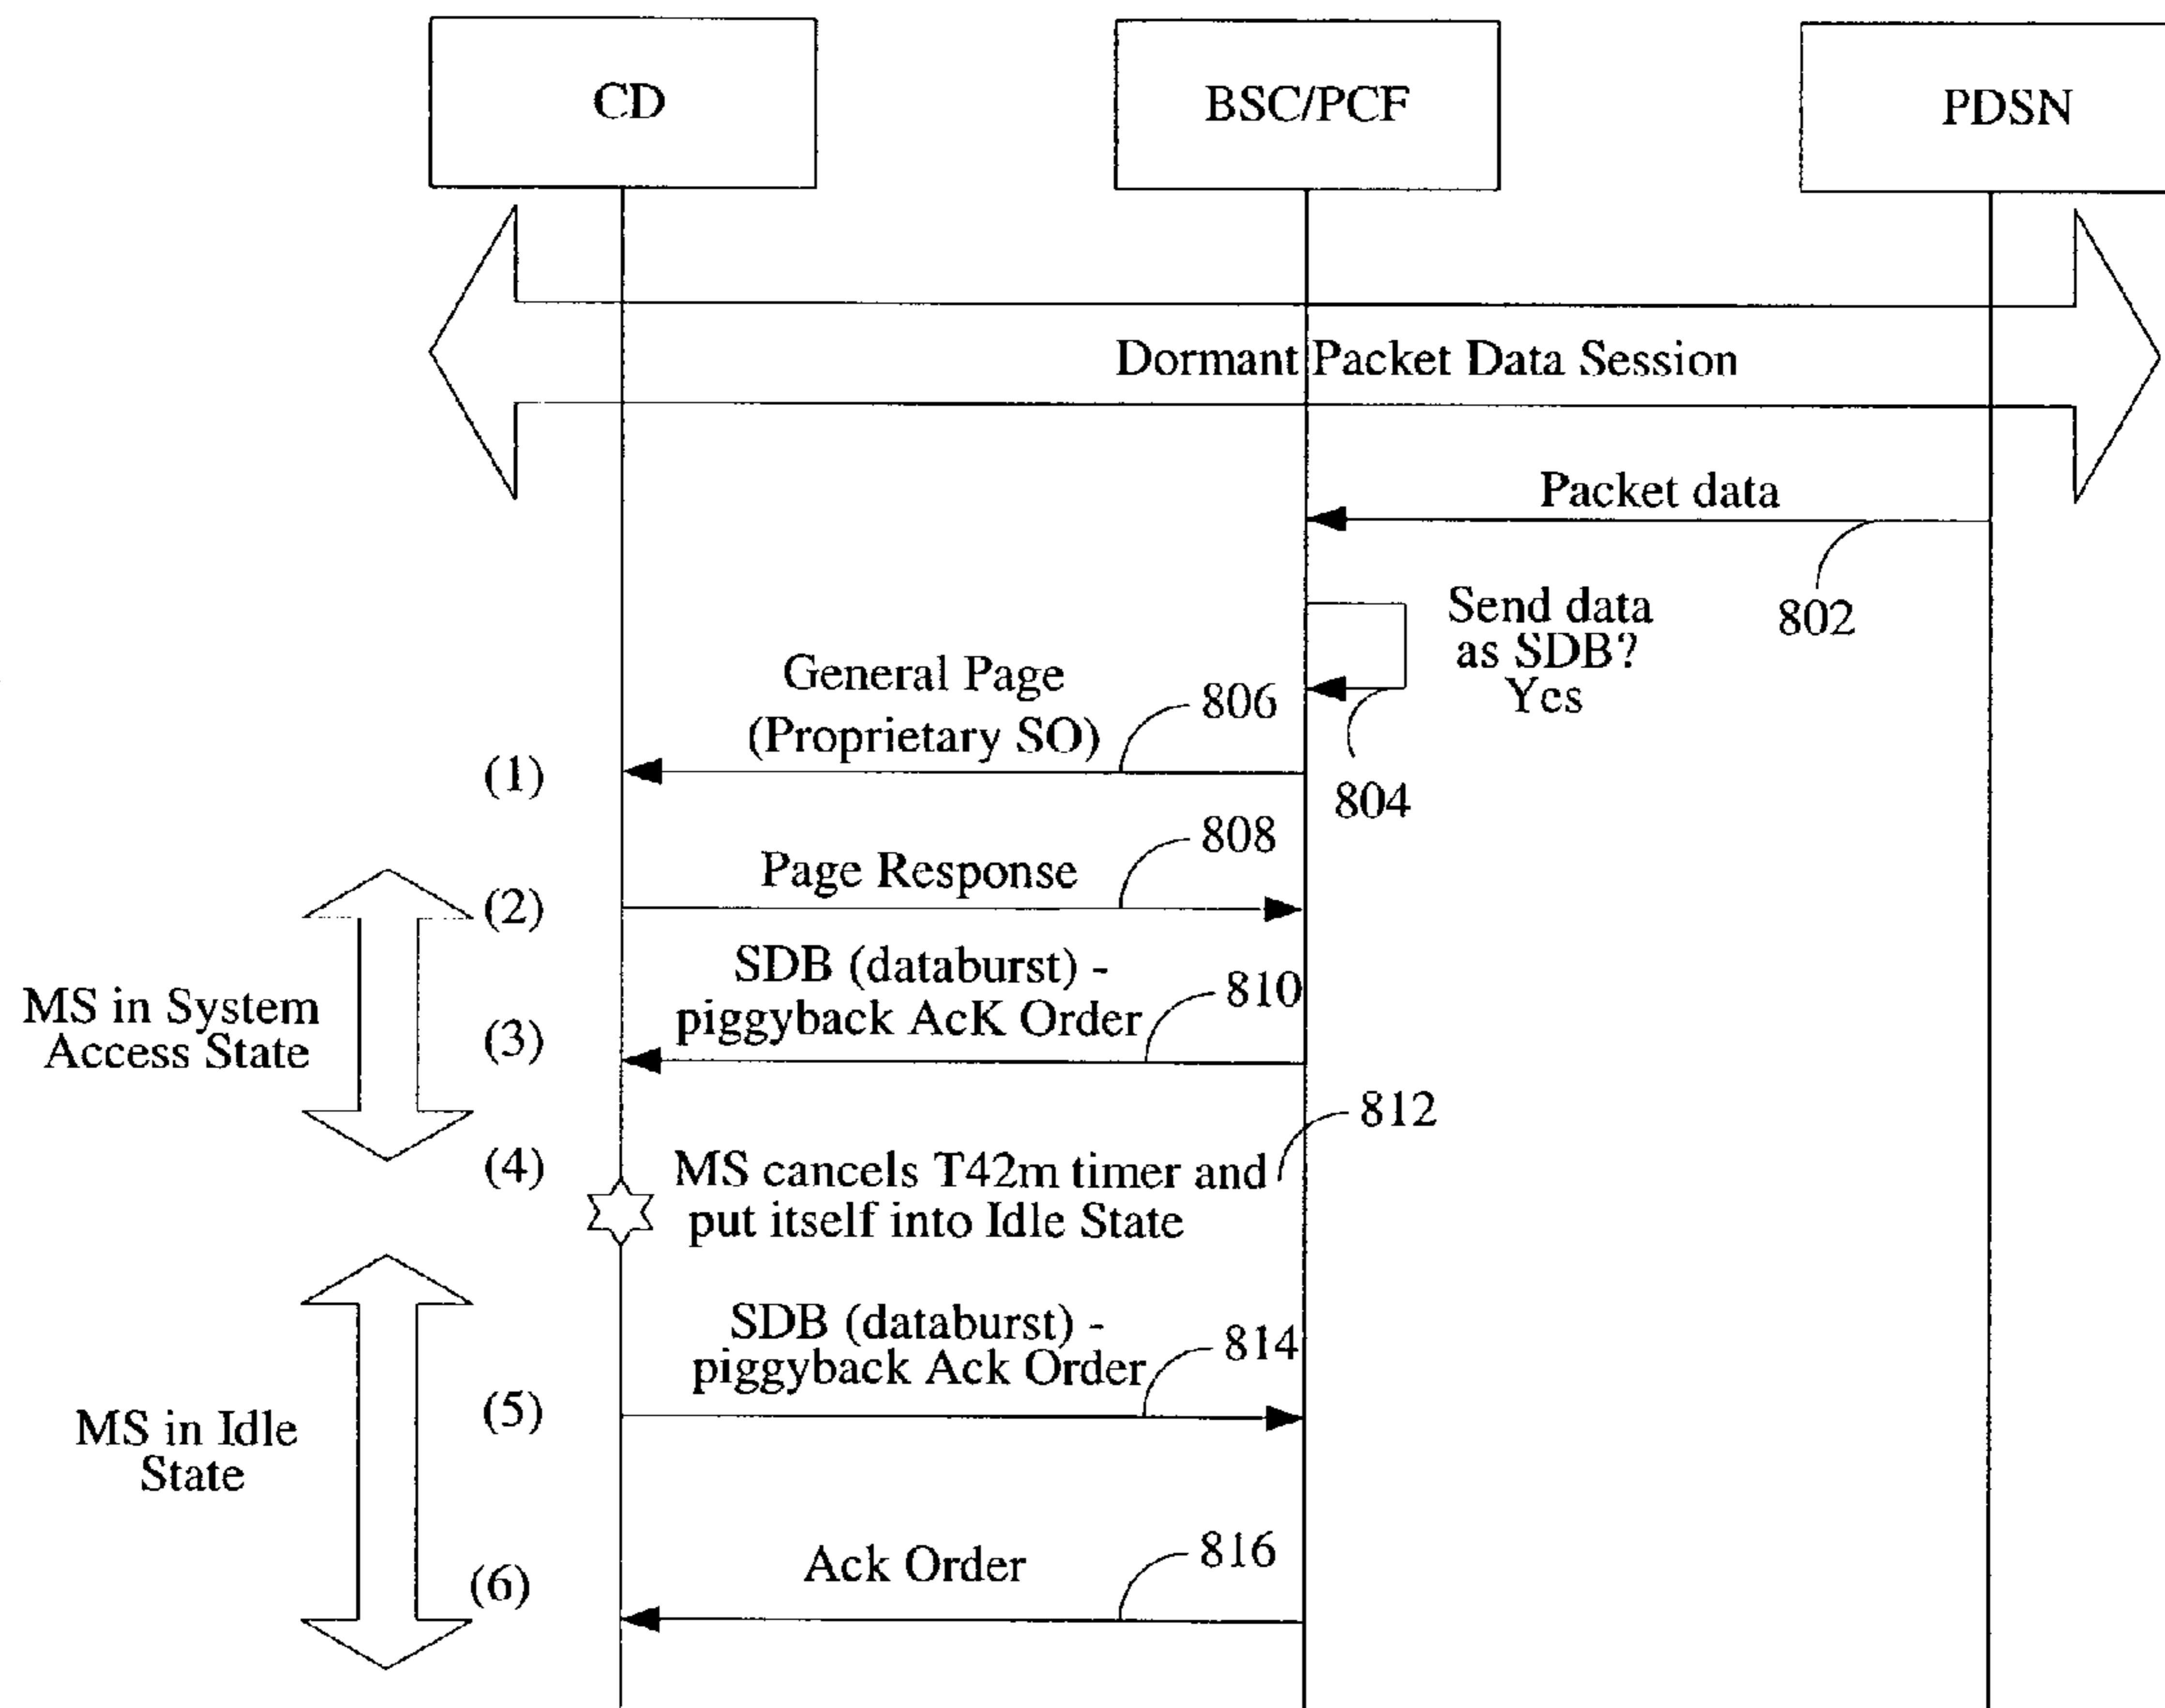 CD
BSC/PCF
PDSN
Dormant Packet Data Session
Packet data
802
Send data
as SDB?
Yes
804
General Page
(Proprietary SO)
806
(1)
Page Response
808
(2)
SDB (databurst) -
piggyback AcK Order
810
(3)
MS in System
Access State
812
(4)
MS cancels T42m timer and
put itself into Idle State
SDB (databurst) -
piggyback Ack Order
814
(5)
MS in Idle
State
Ack Order
816
(6)